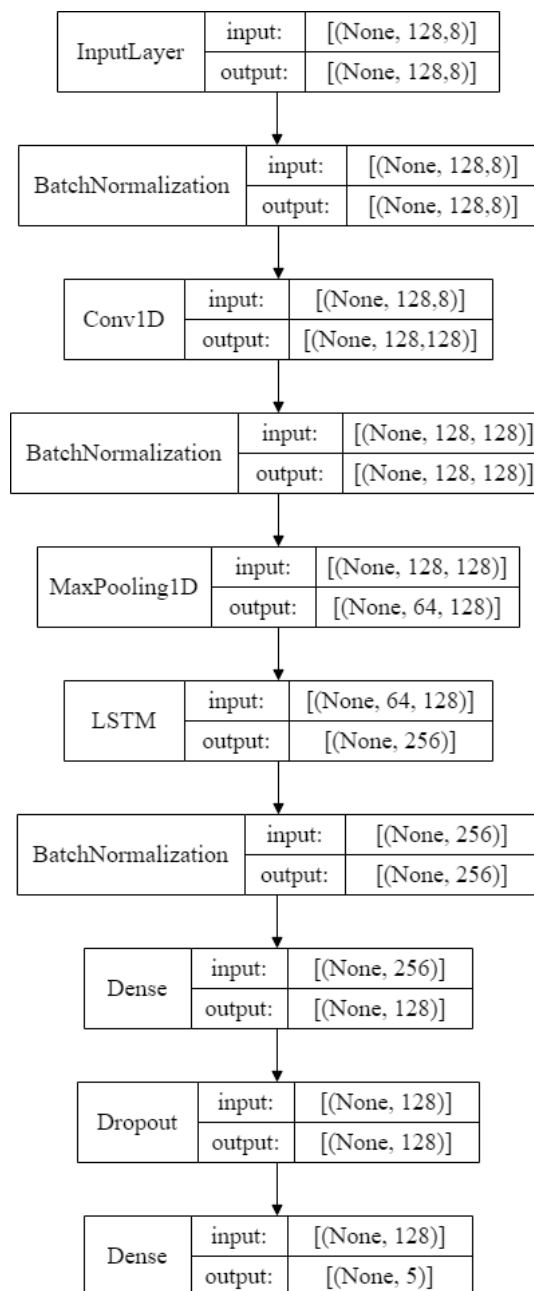 InputLayer
input: [(None, 128,8)]
output: [(None, 128,8)]
BatchNormalization
input: [(None, 128,8)]
output: [(None, 128,8)]
Conv1D
input: [(None, 128,8)]
output: [(None, 128,128)]
BatchNormalization
input: [(None, 128, 128)]
output: [(None, 128, 128)]
MaxPooling1D
input: [(None, 128, 128)]
output: [(None, 64, 128)]
LSTM
input: [(None, 64, 128)]
output: [(None, 256)]
BatchNormalization
input: [(None, 256)]
output: [(None, 256)]
Dense
input: [(None, 256)]
output: [(None, 128)]
Dropout
input: [(None, 128)]
output: [(None, 128)]
Dense
input: [(None, 128)]
output: [(None, 5)]